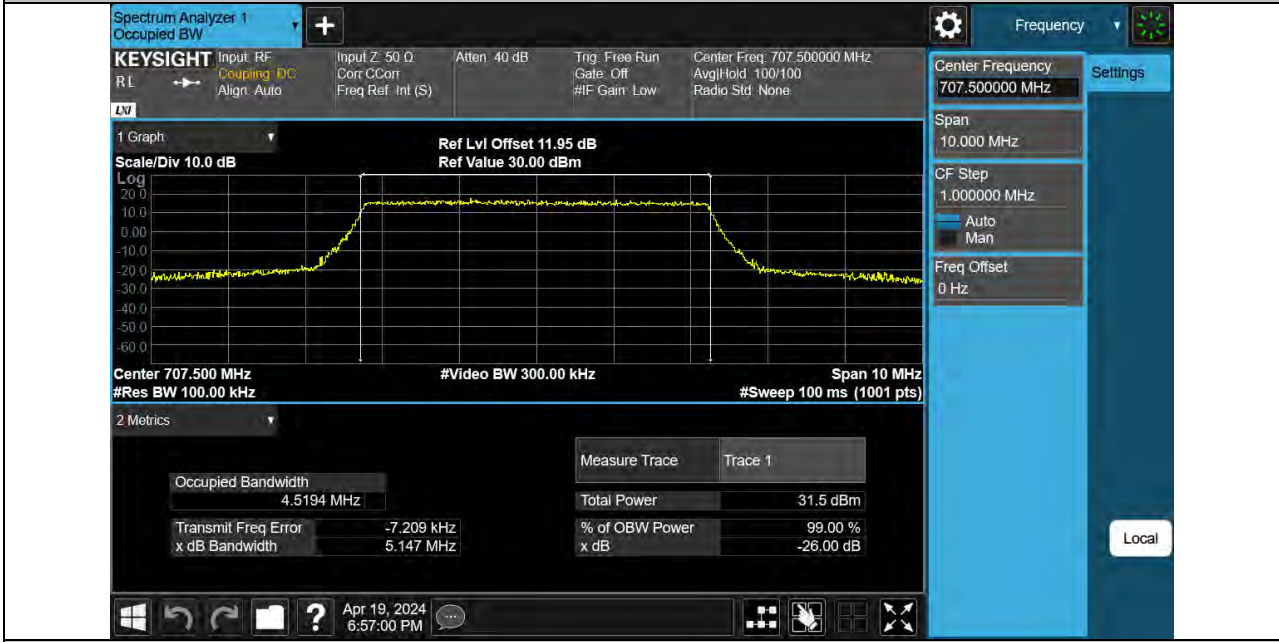 Spectrum Analyzer 1
Occupied BW
+
Frequency
KEYSIGHT
RL
LXI
Input: RF
Coupling: DC
Align: Auto
Input Z: 50 Ω
Corr CCorr
Freq Ref: Int (S)
Atten: 40 dB
Trig: Free Run
Gate: Off
#IF Gain: Low
Center Freq: 707.500000 MHz
Avg|Hold: 100/100
Radio Std: None
Center Frequency
707.500000 MHz
Settings
Span
10.000 MHz
CF Step
1.000000 MHz
Auto
Man
Freq Offset
0 Hz
Local
1 Graph
Scale/Div 10.0 dB
Ref Lvl Offset 11.95 dB
Ref Value 30.00 dBm
Log
20.0
10.0
0.00
-10.0
-20.0
-30.0
-40.0
-50.0
-60.0
Center 707.500 MHz
#Video BW 300.00 kHz
Span 10 MHz
#Res BW 100.00 kHz
#Sweep 100 ms (1001 pts)
2 Metrics
Measure Trace Trace 1
Occupied Bandwidth
4.5194 MHz
Total Power 31.5 dBm
Transmit Freq Error -7.209 kHz
% of OBW Power 99.00 %
x dB Bandwidth 5.147 MHz
x dB -26.00 dB
?
Apr 19, 2024
6:57:00 PM